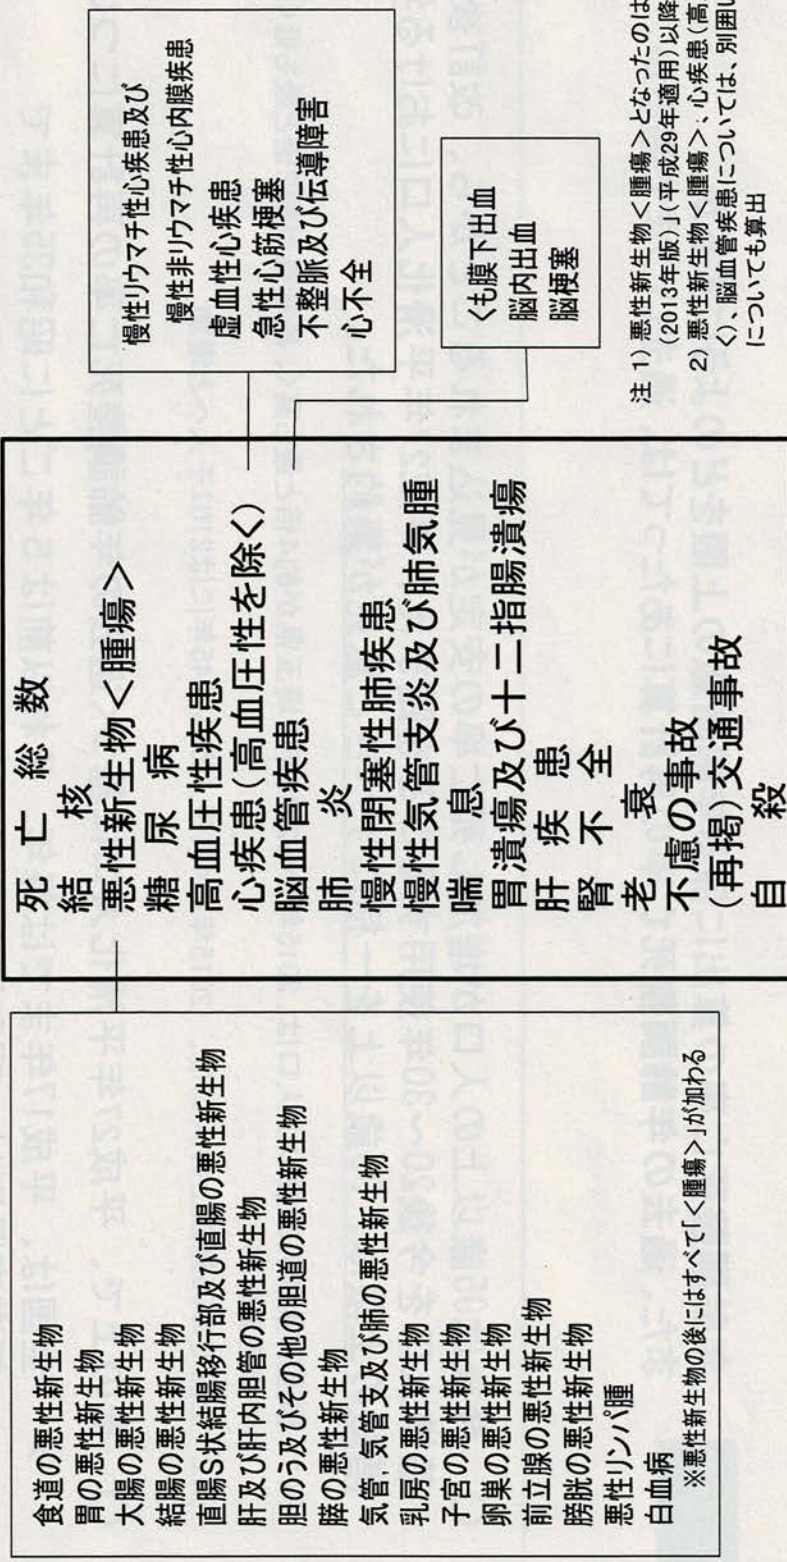 食道の悪性新生物
胃の悪性新生物
大腸の悪性新生物
結腸の悪性新生物
直腸S状結腸移行部及び直腸の悪性新生物
肝及び肝内胆管の悪性新生物
胆のう及びその他の胆道の悪性新生物
膵の悪性新生物
気管，気管支及び肺の悪性新生物
乳房の悪性新生物
子宮の悪性新生物
卵巣の悪性新生物
前立腺の悪性新生物
膀胱の悪性新生物
悪性リンパ腫
白血病
※悪性新生物の後にはすべて「＜腫瘍＞」が加わる
死亡総数
結核
悪性新生物＜腫瘍＞
糖尿病
高血圧性疾患
心疾患(高血圧性を除く)
脳血管疾患
肺炎
慢性閉塞性肺疾患
慢性気管支炎及び肺気腫
喘息
胃潰瘍及び十二指腸潰瘍
肝疾患
腎不全
老衰
不慮の事故
(再掲)交通事故
自殺
慢性リウマチ性心疾患及び
慢性非リウマチ性心内膜疾患
虚血性心疾患
急性心筋梗塞
不整脈及び伝導障害
心不全
くも膜下出血
脳内出血
脳梗塞
注 1) 悪性新生物＜腫瘍＞となったのは
(2013年版)」(平成29年適用)以降
2) 悪性新生物＜腫瘍＞、心疾患(高
く)、脳血管疾患については、別囲い
についても算出